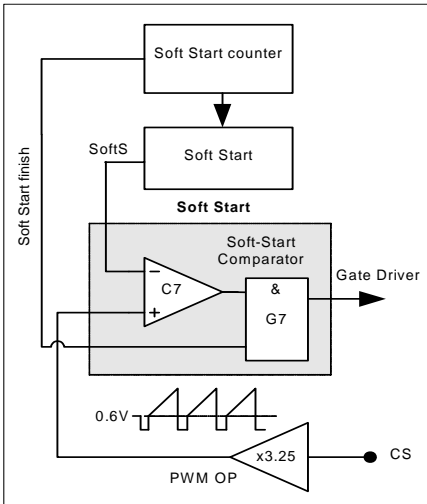 Soft Start counter
SoftS
Soft Start
Soft Start finish
Soft Start
Soft-Start
Comparator
Gate Driver
−
C7
+
&
G7
0.6V
x3.25
CS
PWM OP